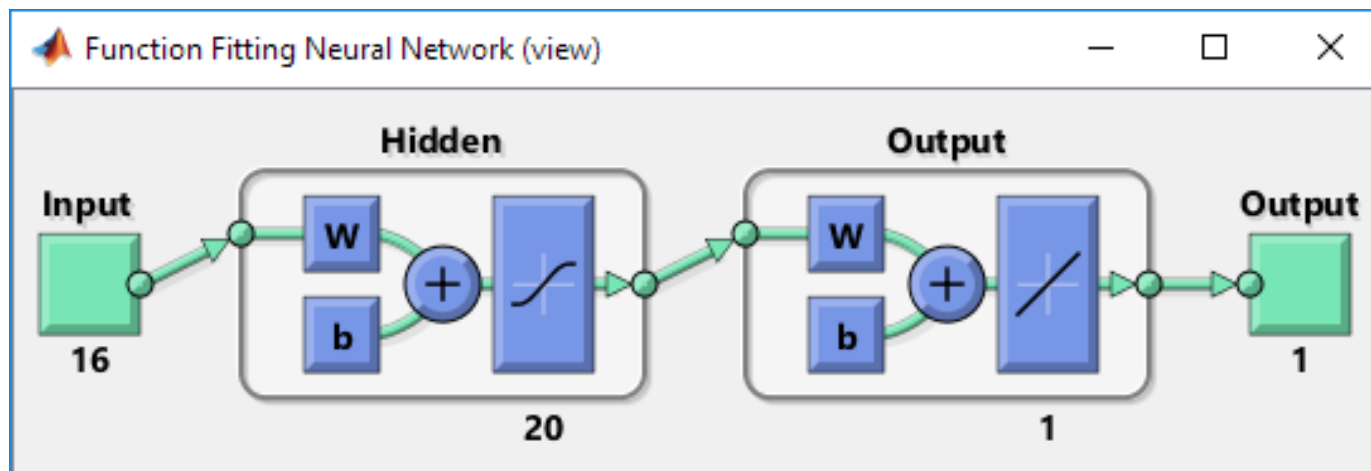 Function Fitting Neural Network (view)
Hidden
Output
Input
Output
W
W
b
b
16
1
20
1